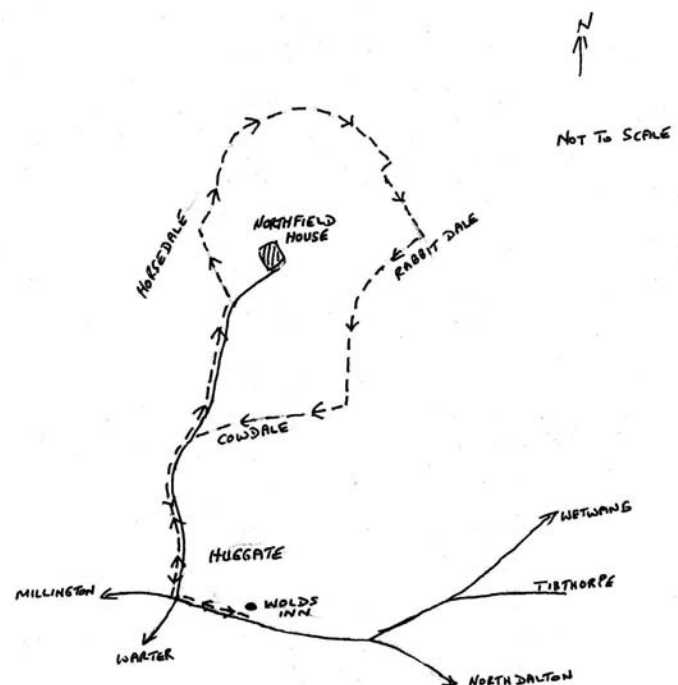 N
NOT TO SCALE
NORTHFIELD
HOUSE
HORSEDALE
RABBIT DALE
COWDALE
HUGGATE
WETWANG
TIBTHORPE
MILLINGTON
WOLDS
INN
WARTER
NORTH DALTON